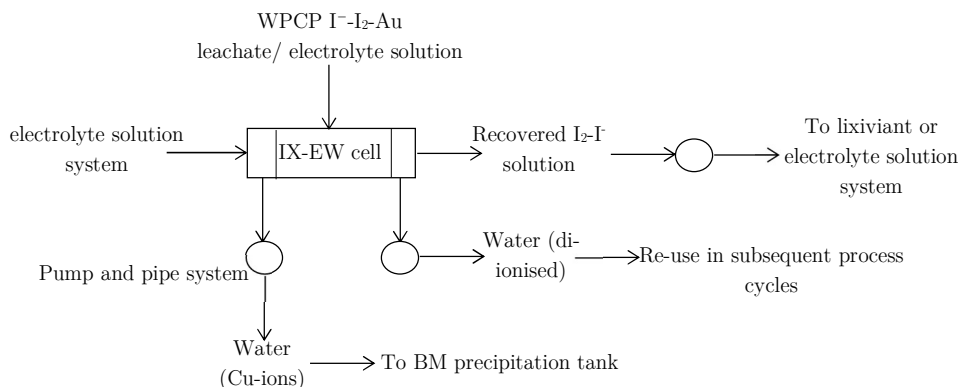 WPCP I⁻-I₂-Au
leachate/ electrolyte solution
electrolyte solution
system
IX-EW cell
Recovered I₂-I⁻
solution
To lixiviant or
electrolyte solution
system
Pump and pipe system
Water (di-
ionised)
Re-use in subsequent process
cycles
Water
(Cu-ions)
To BM precipitation tank